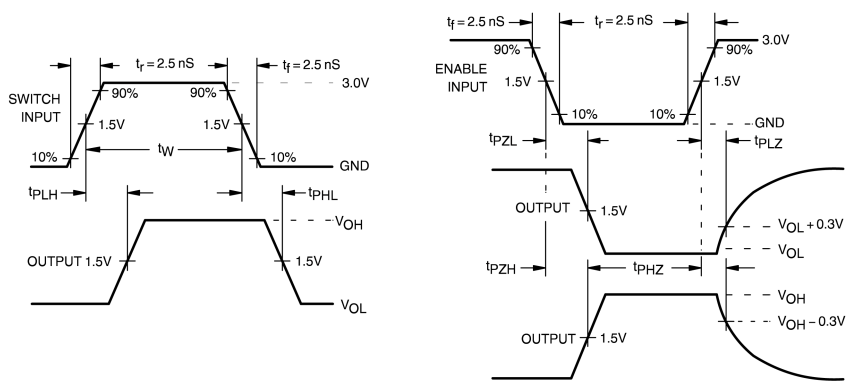 tr = 2.5 nS
tf = 2.5 nS
3.0V
SWITCH
INPUT
90%
90%
1.5V
1.5V
10%
10%
tW
GND
tPLH
tPHL
VOH
OUTPUT 1.5V
1.5V
VOL
tf = 2.5 nS
tr = 2.5 nS
3.0V
90%
90%
ENABLE
INPUT
1.5V
1.5V
10%
10%
GND
tPZL
tPLZ
OUTPUT
1.5V
VOL + 0.3V
VOL
tPZH
tPHZ
VOH
VOH − 0.3V
OUTPUT
1.5V